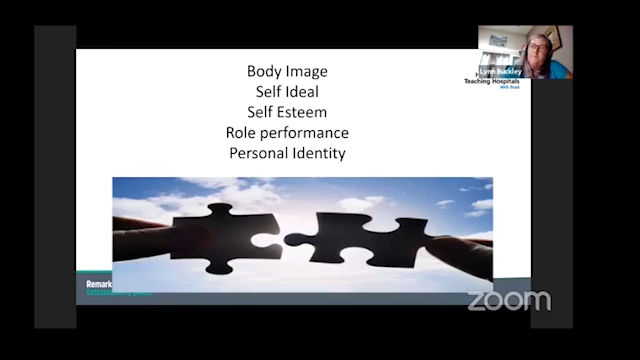 Body Image
Self Ideal
Self Esteem
Role performance
Personal Identity
Lynn Buckley
Teaching Hospitals
NHS Trust
Remark
zoom